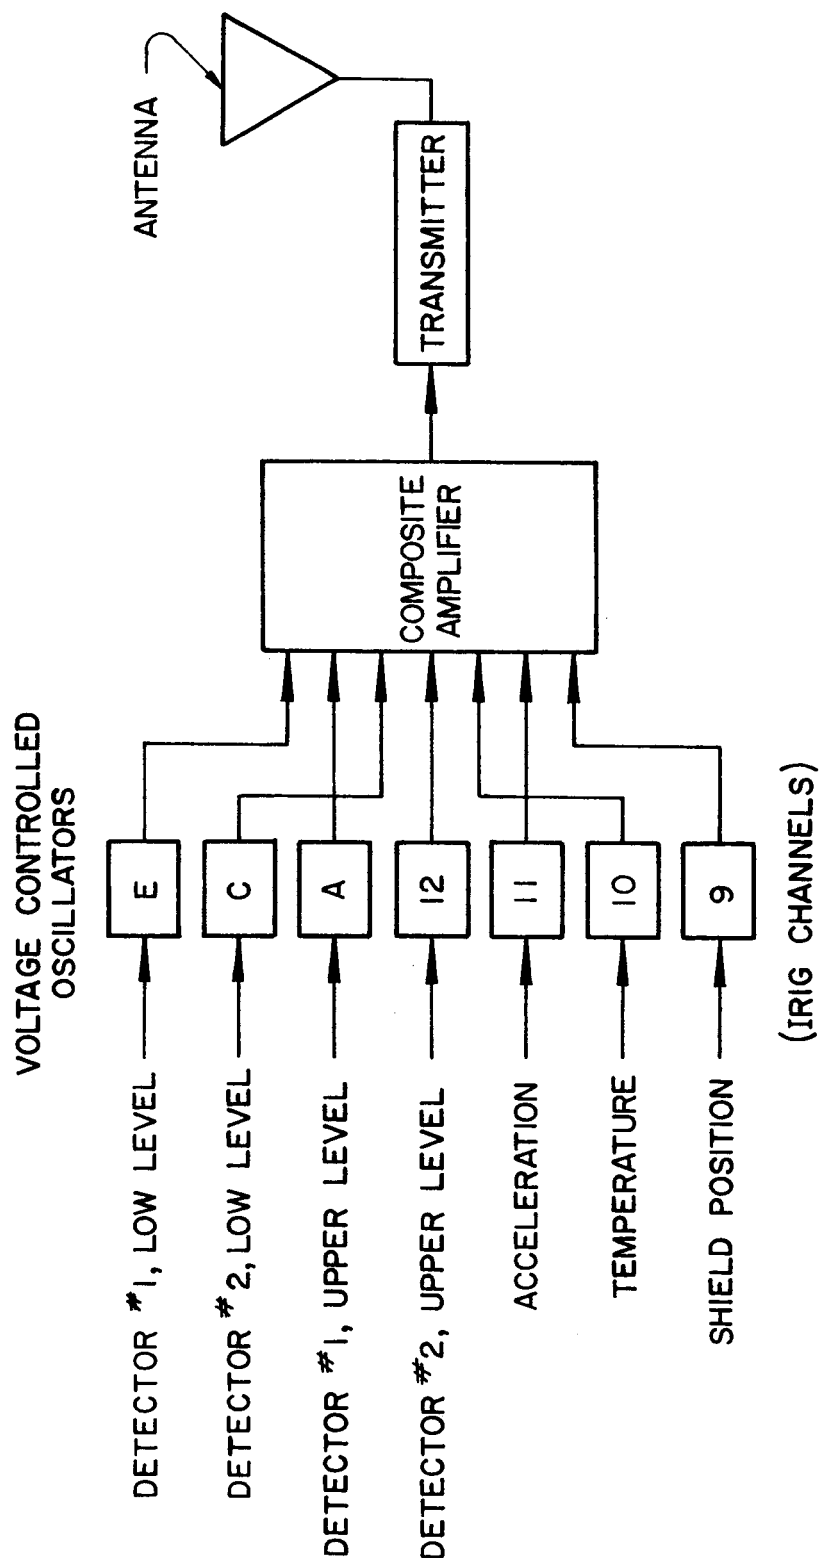 VOLTAGE CONTROLLED
OSCILLATORS
DETECTOR #1, LOW LEVEL
E
DETECTOR #2, LOW LEVEL
C
DETECTOR #1, UPPER LEVEL
A
DETECTOR #2, UPPER LEVEL
12
ACCELERATION
11
TEMPERATURE
10
SHIELD POSITION
9
(IRIG CHANNELS)
COMPOSITE
AMPLIFIER
TRANSMITTER
ANTENNA